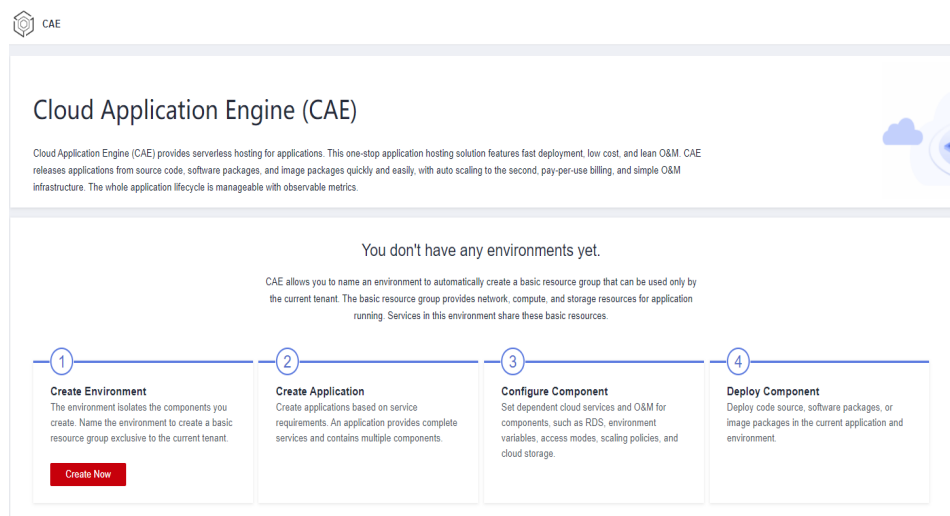 CAE
Cloud Application Engine (CAE)
Cloud Application Engine (CAE) provides serverless hosting for applications. This one-stop application hosting solution features fast deployment, low cost, and lean O&M. CAE
releases applications from source code, software packages, and image packages quickly and easily, with auto scaling to the second, pay-per-use billing, and simple O&M
infrastructure. The whole application lifecycle is manageable with observable metrics.
You don't have any environments yet.
CAE allows you to name an environment to automatically create a basic resource group that can be used only by
the current tenant. The basic resource group provides network, compute, and storage resources for application
running. Services in this environment share these basic resources.
1
Create Environment
The environment isolates the components you
create. Name the environment to create a basic
resource group exclusive to the current tenant.
Create Now
2
Create Application
Create applications based on service
requirements. An application provides complete
services and contains multiple components.
3
Configure Component
Set dependent cloud services and O&M for
components, such as RDS, environment
variables, access modes, scaling policies, and
cloud storage.
4
Deploy Component
Deploy code source, software packages, or
image packages in the current application and
environment.